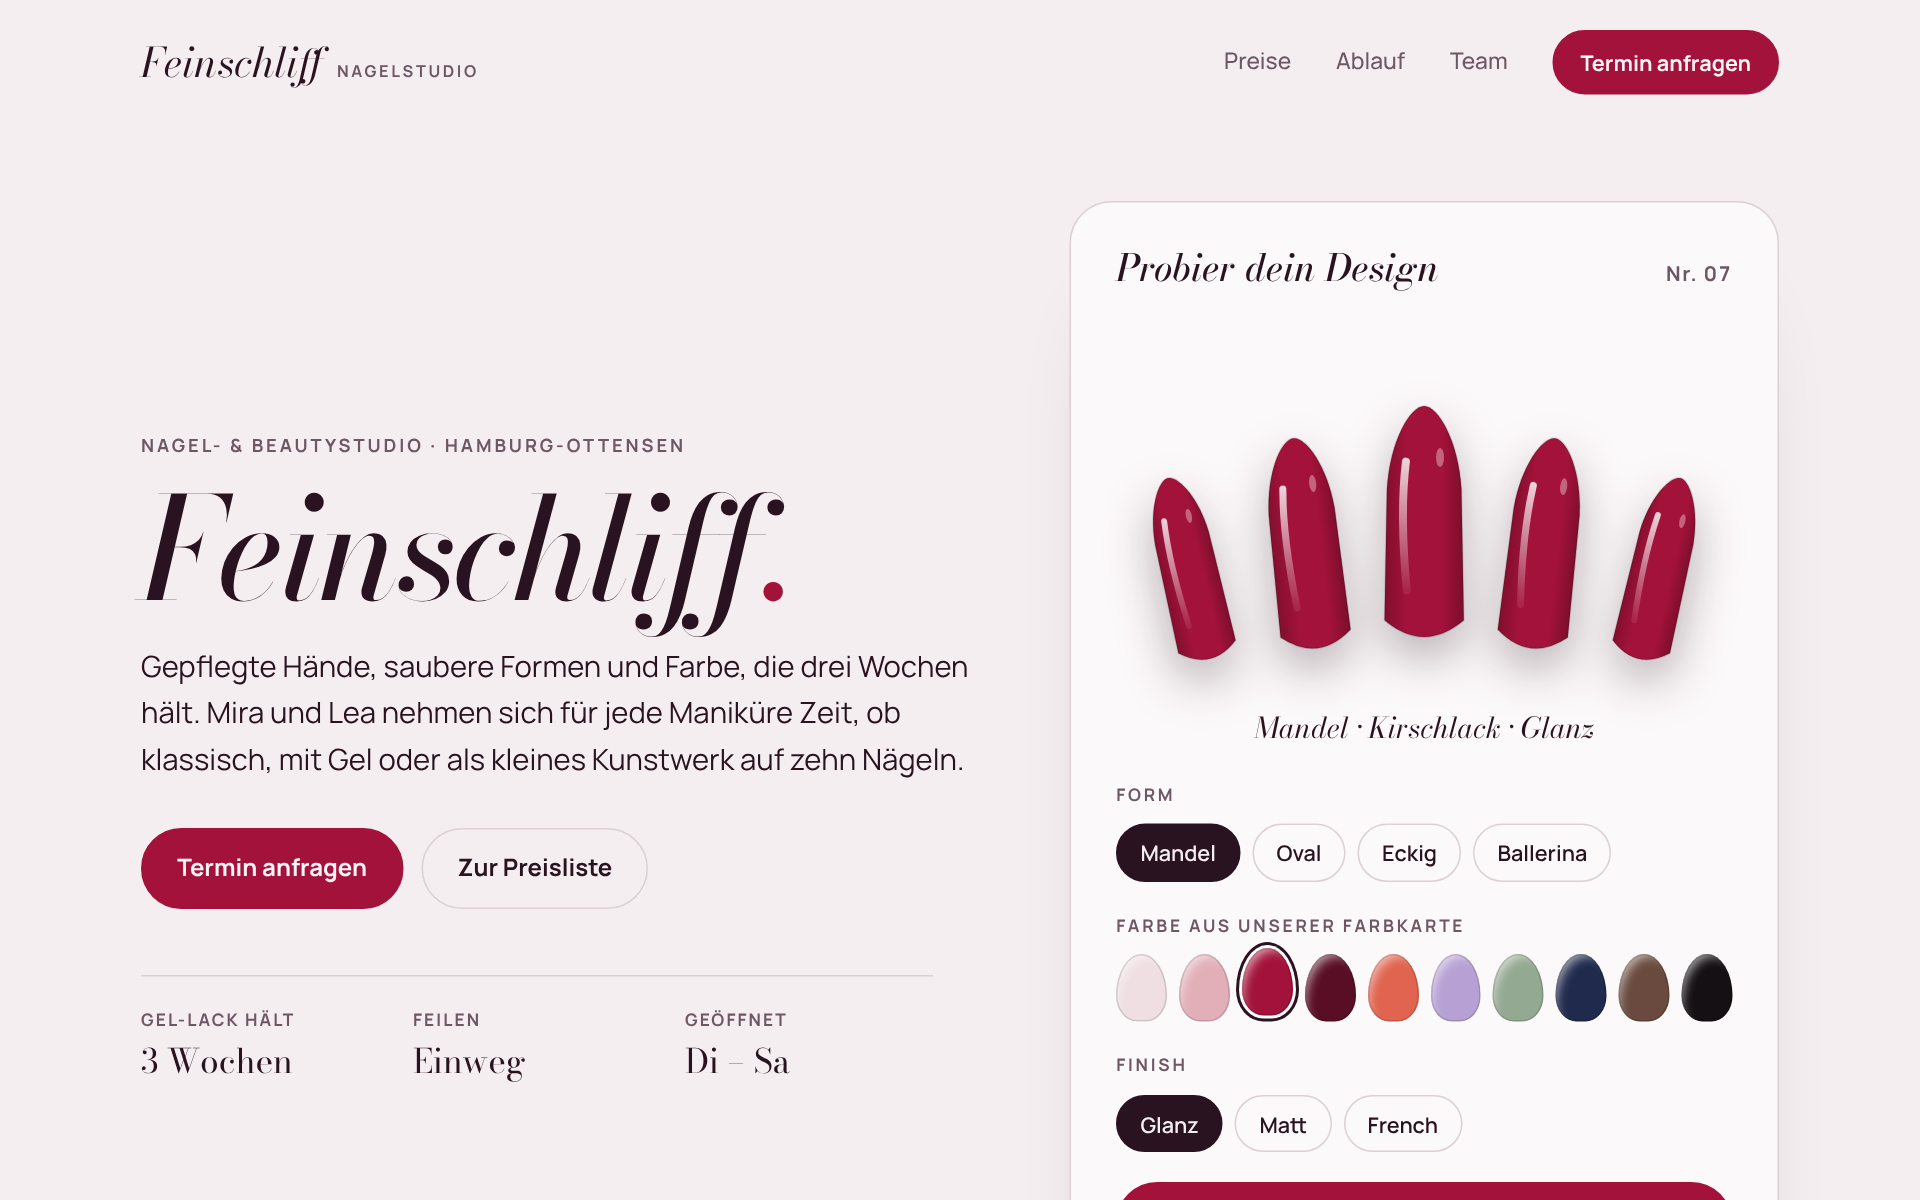 Feinschliff NAGELSTUDIO
Preise Ablauf Team Termin anfragen
NAGEL- & BEAUTYSTUDIO · HAMBURG-OTTENSEN
Feinschliff.
Gepflegte Hände, saubere Formen und Farbe, die drei Wochen
hält. Mira und Lea nehmen sich für jede Maniküre Zeit, ob
klassisch, mit Gel oder als kleines Kunstwerk auf zehn Nägeln.
Termin anfragen Zur Preisliste
GEL-LACK HÄLT FEILEN GEÖFFNET
3 Wochen Einweg Di – Sa
Probier dein Design Nr. 07
Mandel · Kirschlack · Glanz
FORM
Mandel Oval Eckig Ballerina
FARBE AUS UNSERER FARBKARTE
FINISH
Glanz Matt French